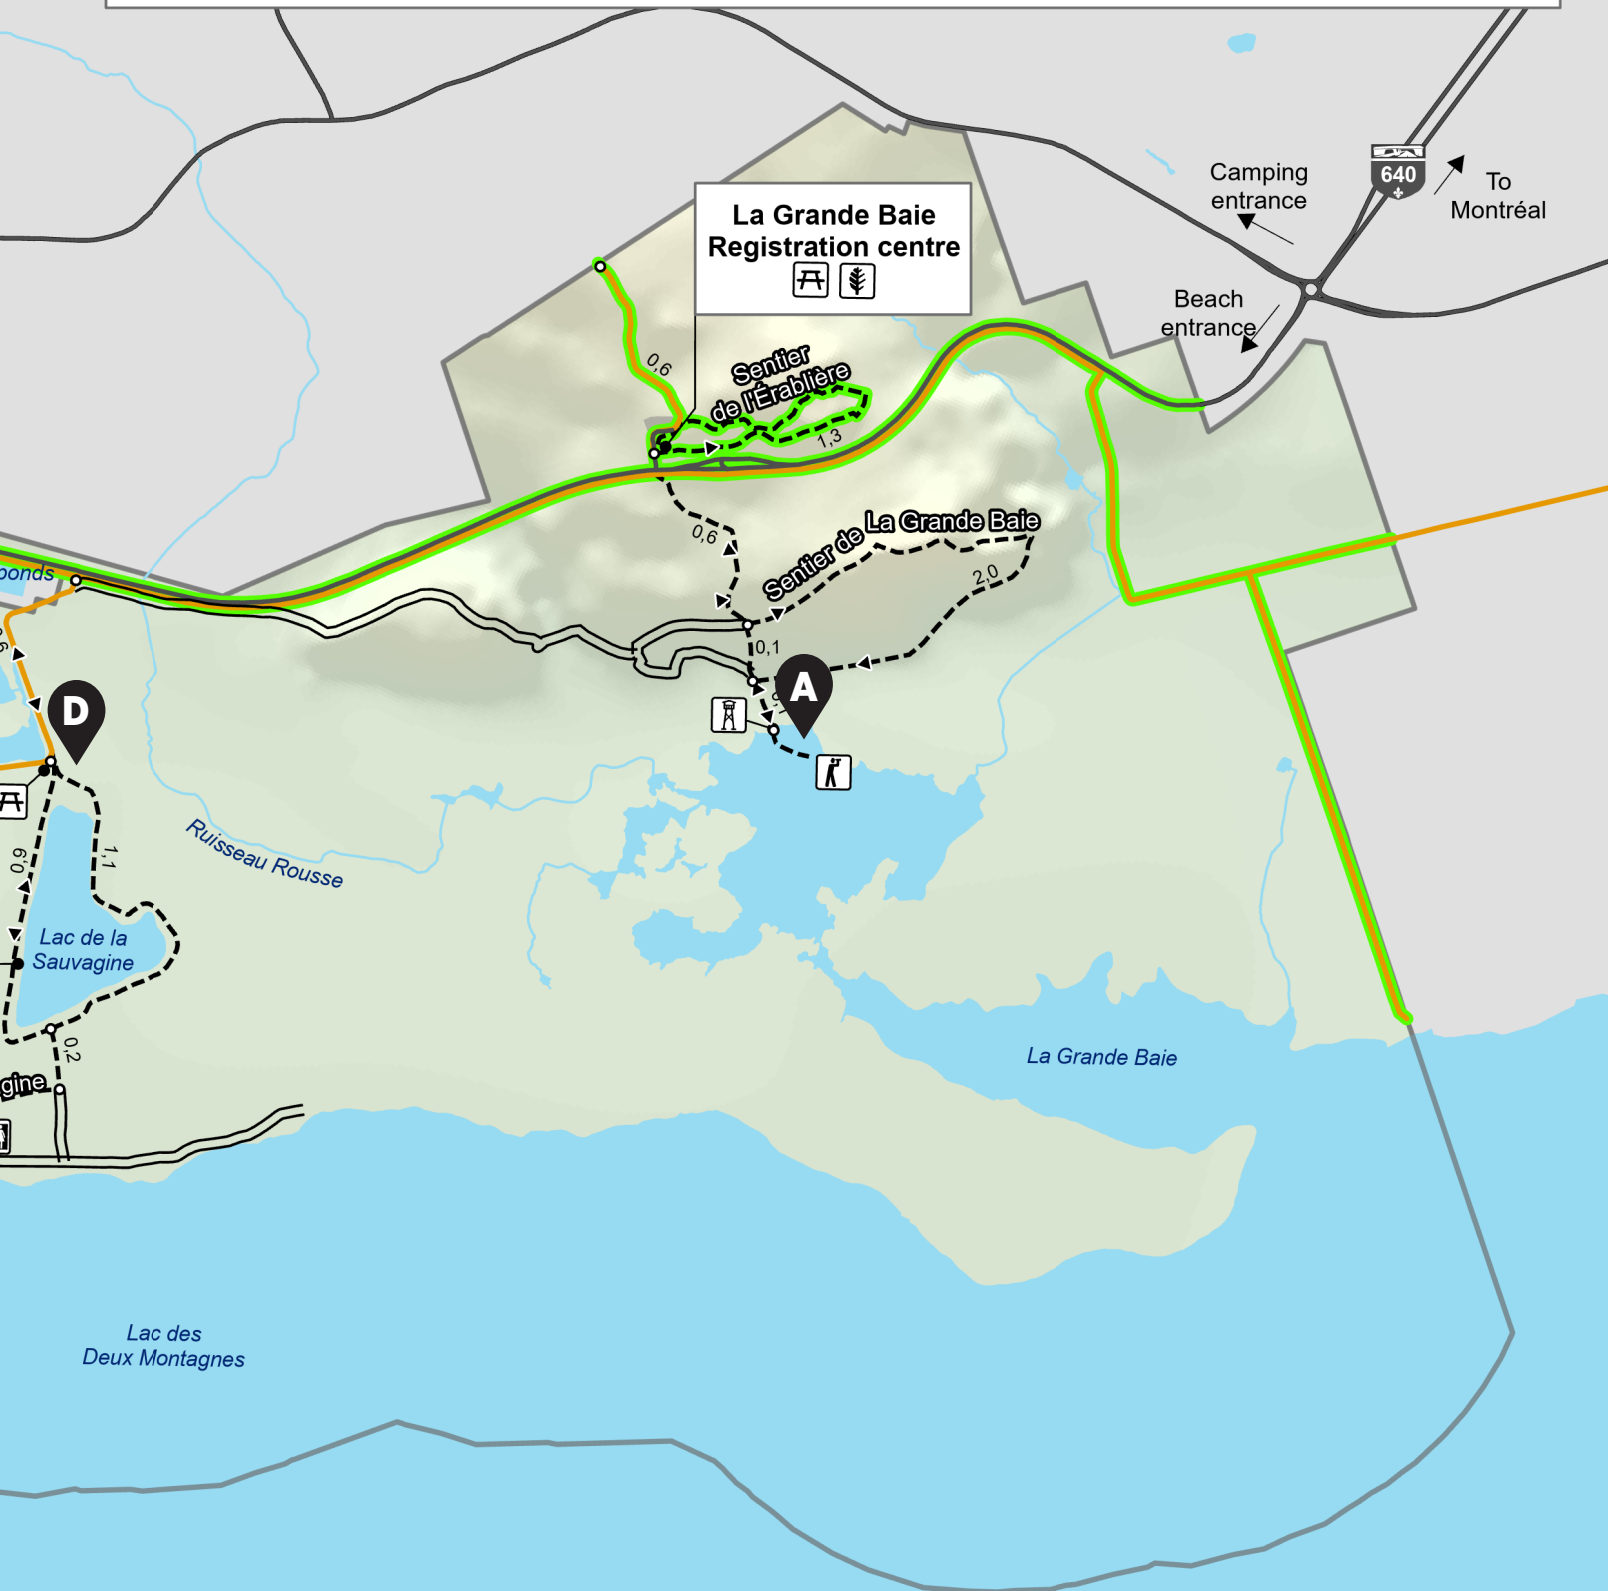 640
To
Montréal
Camping
entrance
La Grande Baie
Registration centre
Beach
entrance
0,6
Sentier
de l'Érablière
1,3
0,6
Sentier de La Grande Baie
2,0
ponds
0,1
A
D
1,1
0,9
Ruisseau Rousse
Lac de la
Sauvagine
0,2
gine
La Grande Baie
Lac des
Deux Montagnes